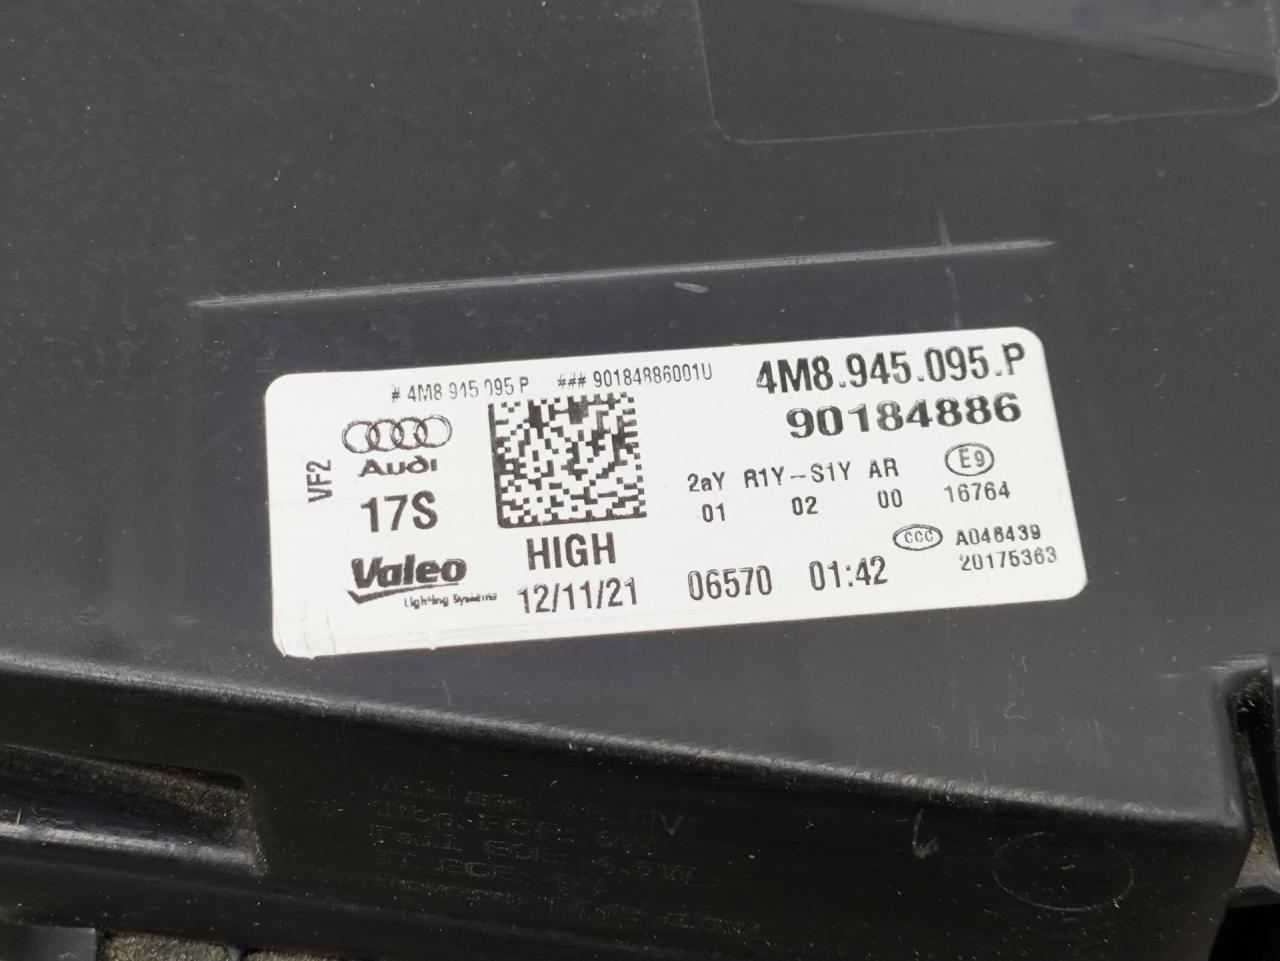 # 4M8 945 095 P ### 90184886001U
4M8.945.095.P
90184886
VF2
Audi
17S
Valeo
Lighting Systems
HIGH
12/11/21 06570 01:42
2aY R1Y-S1Y AR
01 02 00
E9
16764
CCC A046439
20175363